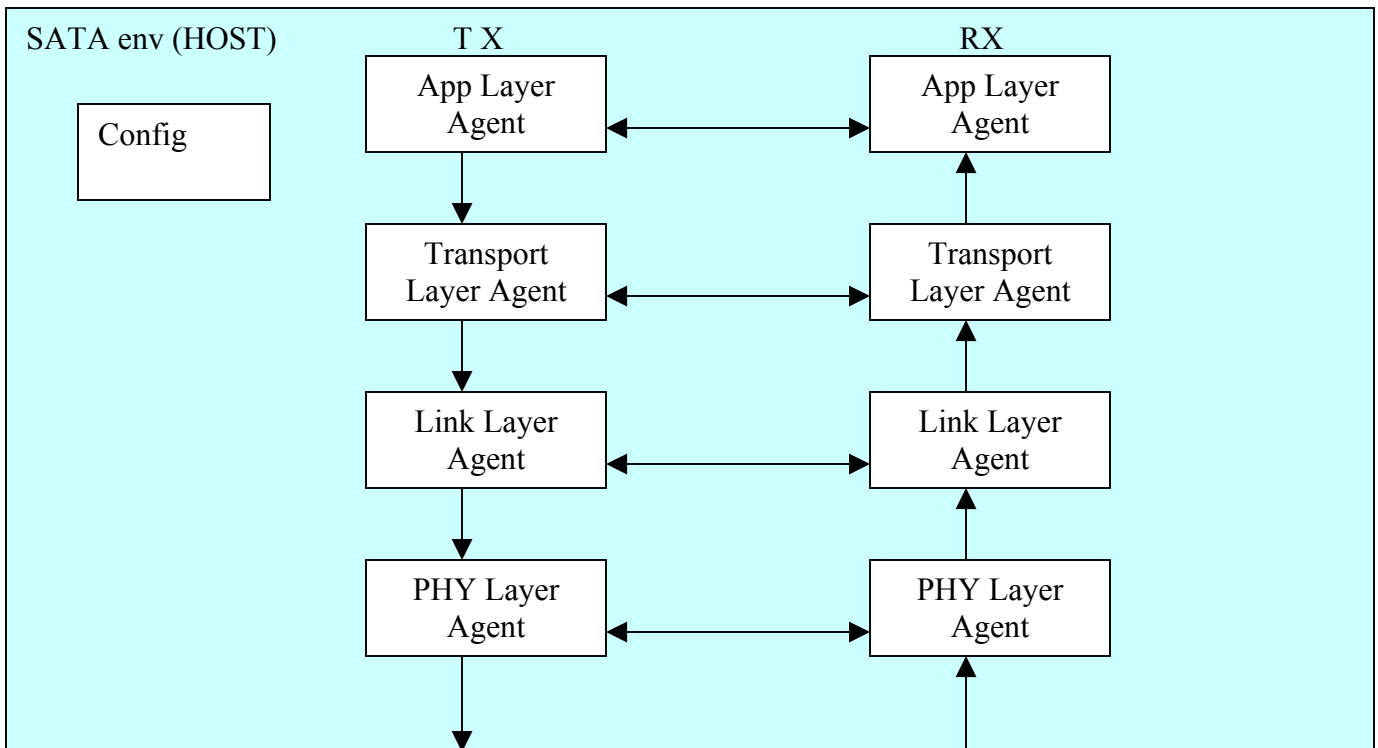 SATA env (HOST)
T X
RX
Config
App Layer
Agent
App Layer
Agent
Transport
Layer Agent
Transport
Layer Agent
Link Layer
Agent
Link Layer
Agent
PHY Layer
Agent
PHY Layer
Agent